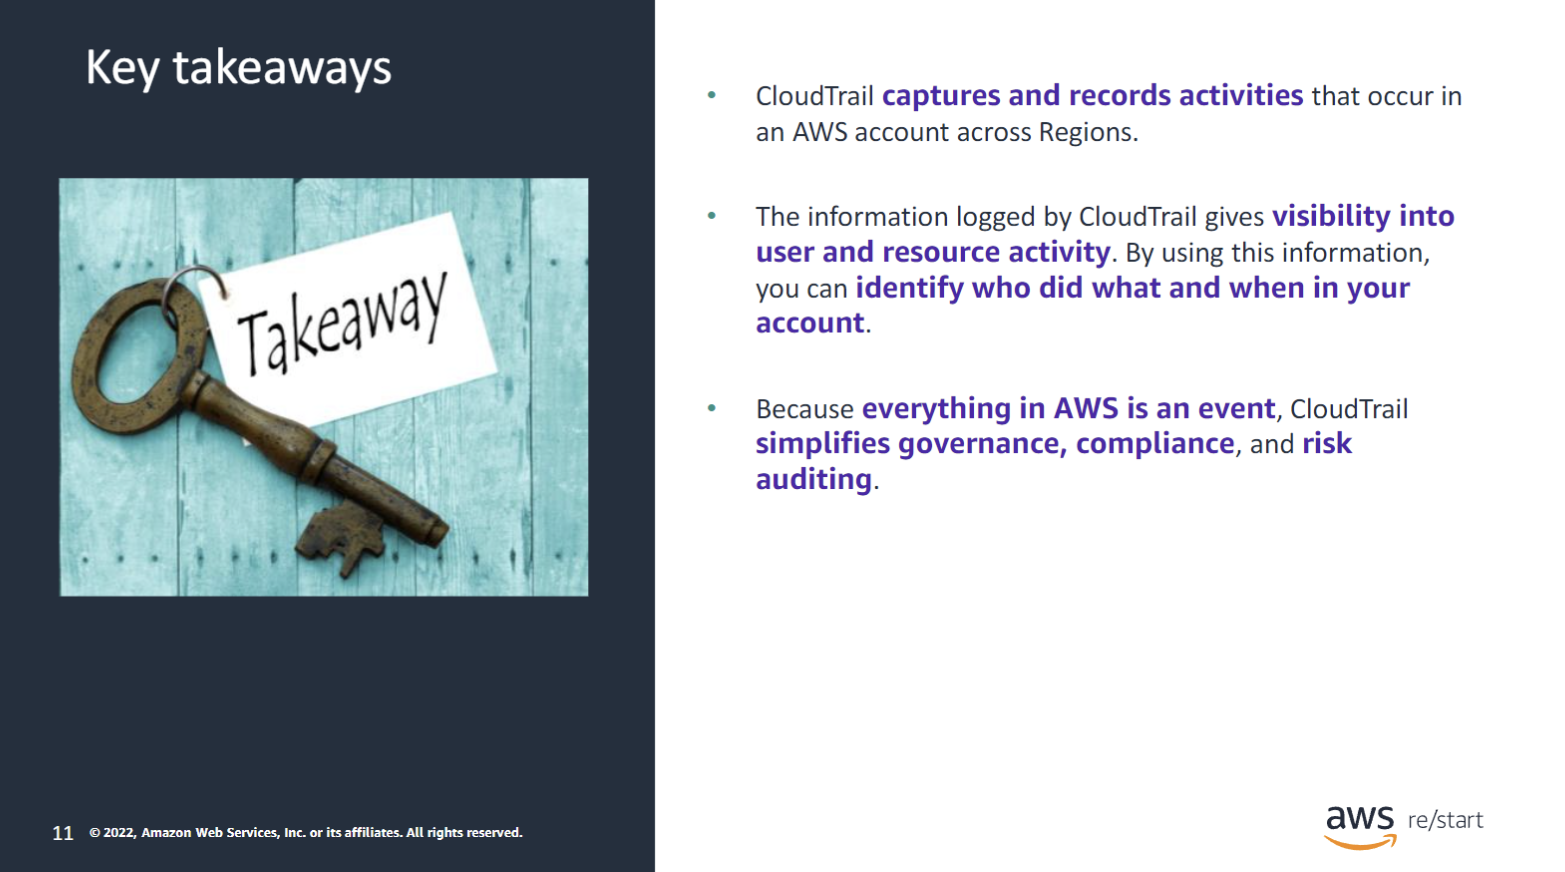 Key takeaways
Takeaway
• CloudTrail captures and records activities that occur in
an AWS account across Regions.
• The information logged by CloudTrail gives visibility into
user and resource activity. By using this information,
you can identify who did what and when in your
account.
• Because everything in AWS is an event, CloudTrail
simplifies governance, compliance, and risk
auditing.
11 © 2022, Amazon Web Services, Inc. or its affiliates. All rights reserved.
aws re/start